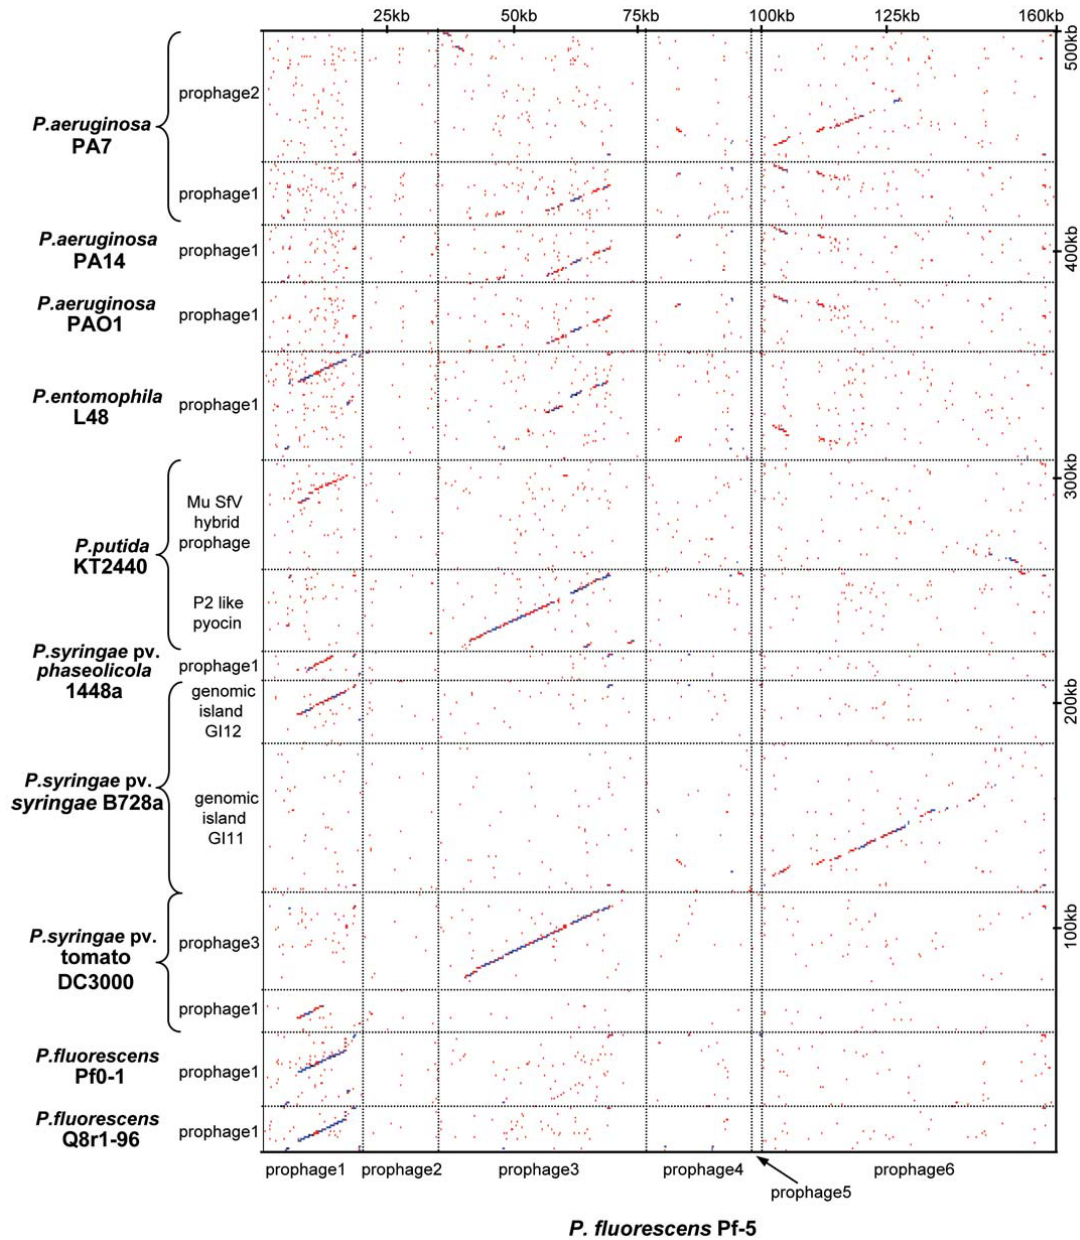 25kb 50kb 75kb 100kb 125kb 160kb
500kb
prophage2
P.aeruginosa
PA7
prophage1
P.aeruginosa
PA14
prophage1
400kb
P.aeruginosa
PAO1
prophage1
P.entomophila
L48
prophage1
300kb
Mu SfV
hybrid
prophage
P.putida
KT2440
P2 like
pyocin
P.syringae pv.
phaseolicola
1448a
prophage1
genomic
island
GI12
200kb
P.syringae pv.
syringae B728a
genomic
island
GI11
100kb
P.syringae pv.
tomato
DC3000
prophage3
prophage1
P.fluorescens
Pf0-1
prophage1
P.fluorescens
Q8r1-96
prophage1
prophage1 prophage2 prophage3 prophage4 prophage6
prophage5
P. fluorescens Pf-5